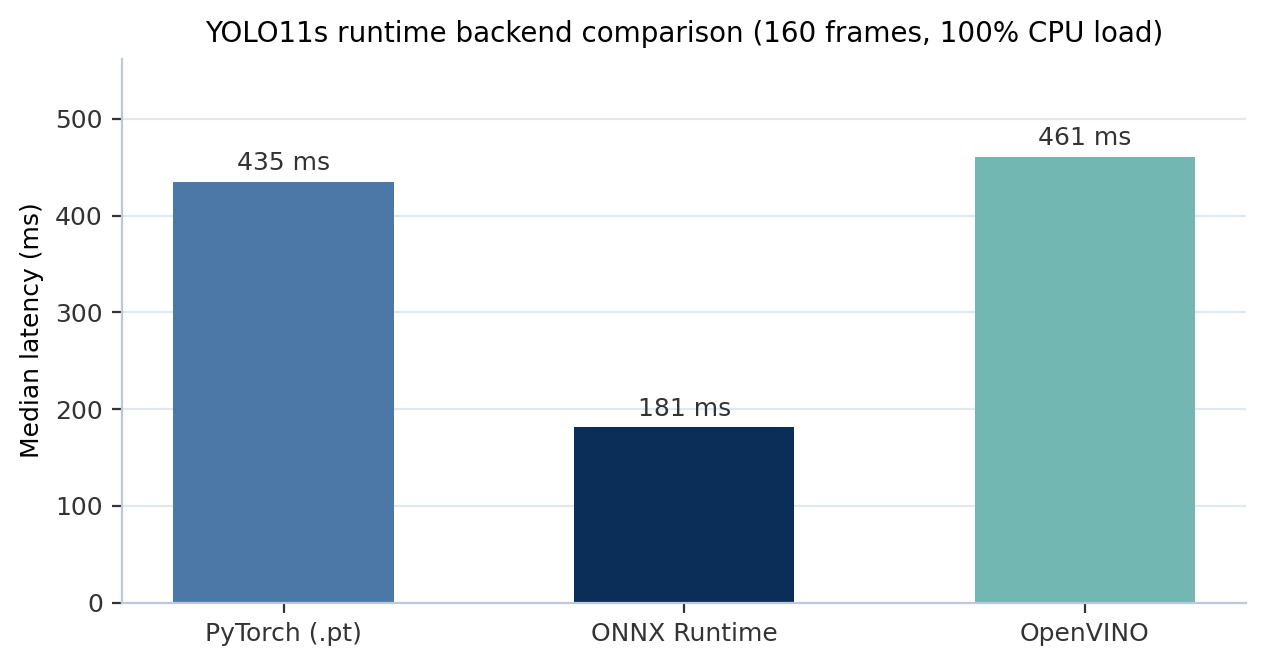 YOLO11s runtime backend comparison (160 frames, 100% CPU load)
Median latency (ms)
500
400
300
200
100
0
435 ms
181 ms
461 ms
PyTorch (.pt)
ONNX Runtime
OpenVINO